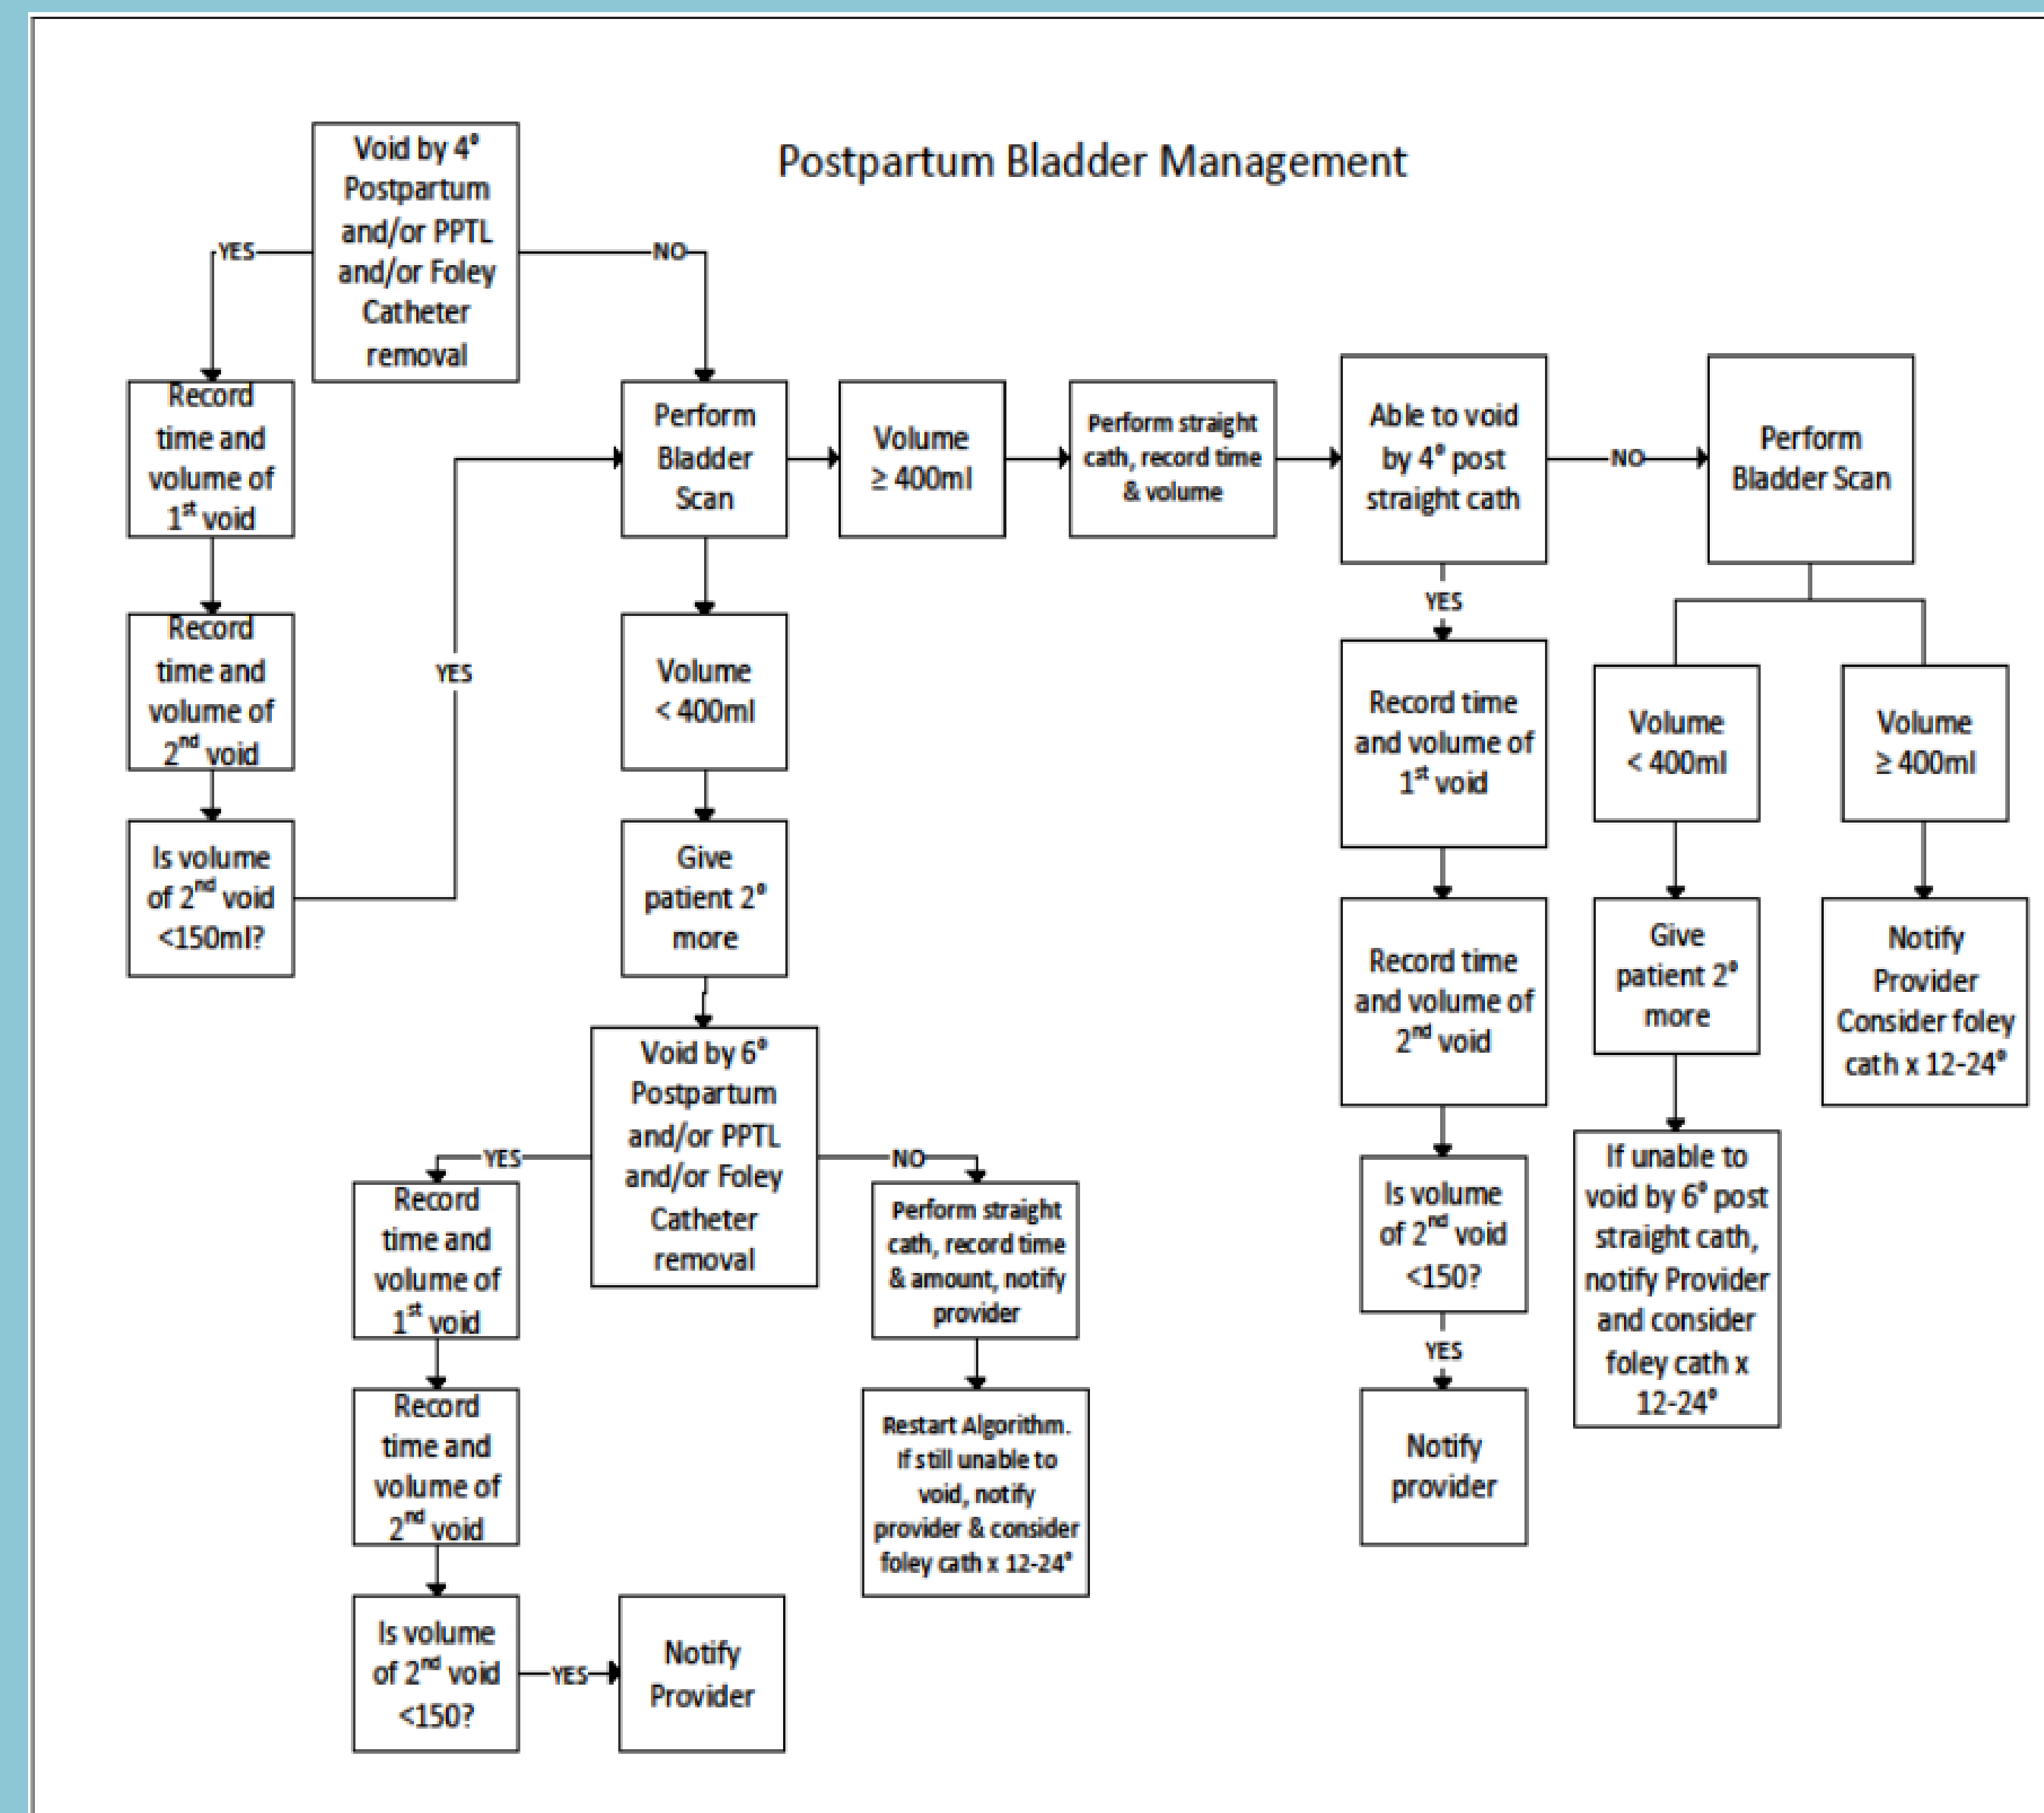 Postpartum Bladder Management
Void by 4°
Postpartum
and/or PPTL
and/or Foley
Catheter
removal
YES
NO
Record
time and
volume of
1st void
Record
time and
volume of
2nd void
Is volume
of 2nd void
<150ml?
YES
Perform
Bladder
Scan
Volume
≥ 400ml
Perform straight
cath, record time
& volume
Able to void
by 4° post
straight cath
NO
Perform
Bladder Scan
Volume
< 400ml
Give
patient 2°
more
Void by 6°
Postpartum
and/or PPTL
and/or Foley
Catheter
removal
YES
NO
Record
time and
volume of
1st void
Record
time and
volume of
2nd void
Is volume
of 2nd void
<150?
YES
Notify
Provider
Perform straight
cath, record time
& amount, notify
provider
Restart Algorithm.
If still unable to
void, notify
provider & consider
foley cath x 12-24°
YES
Record time
and volume of
1st void
Record time
and volume of
2nd void
Is volume
of 2nd void
<150?
YES
Notify
provider
Volume
< 400ml
Give
patient 2°
more
If unable to
void by 6° post
straight cath,
notify Provider
and consider
foley cath x
12-24°
Volume
≥ 400ml
Notify
Provider
Consider foley
cath x 12-24°